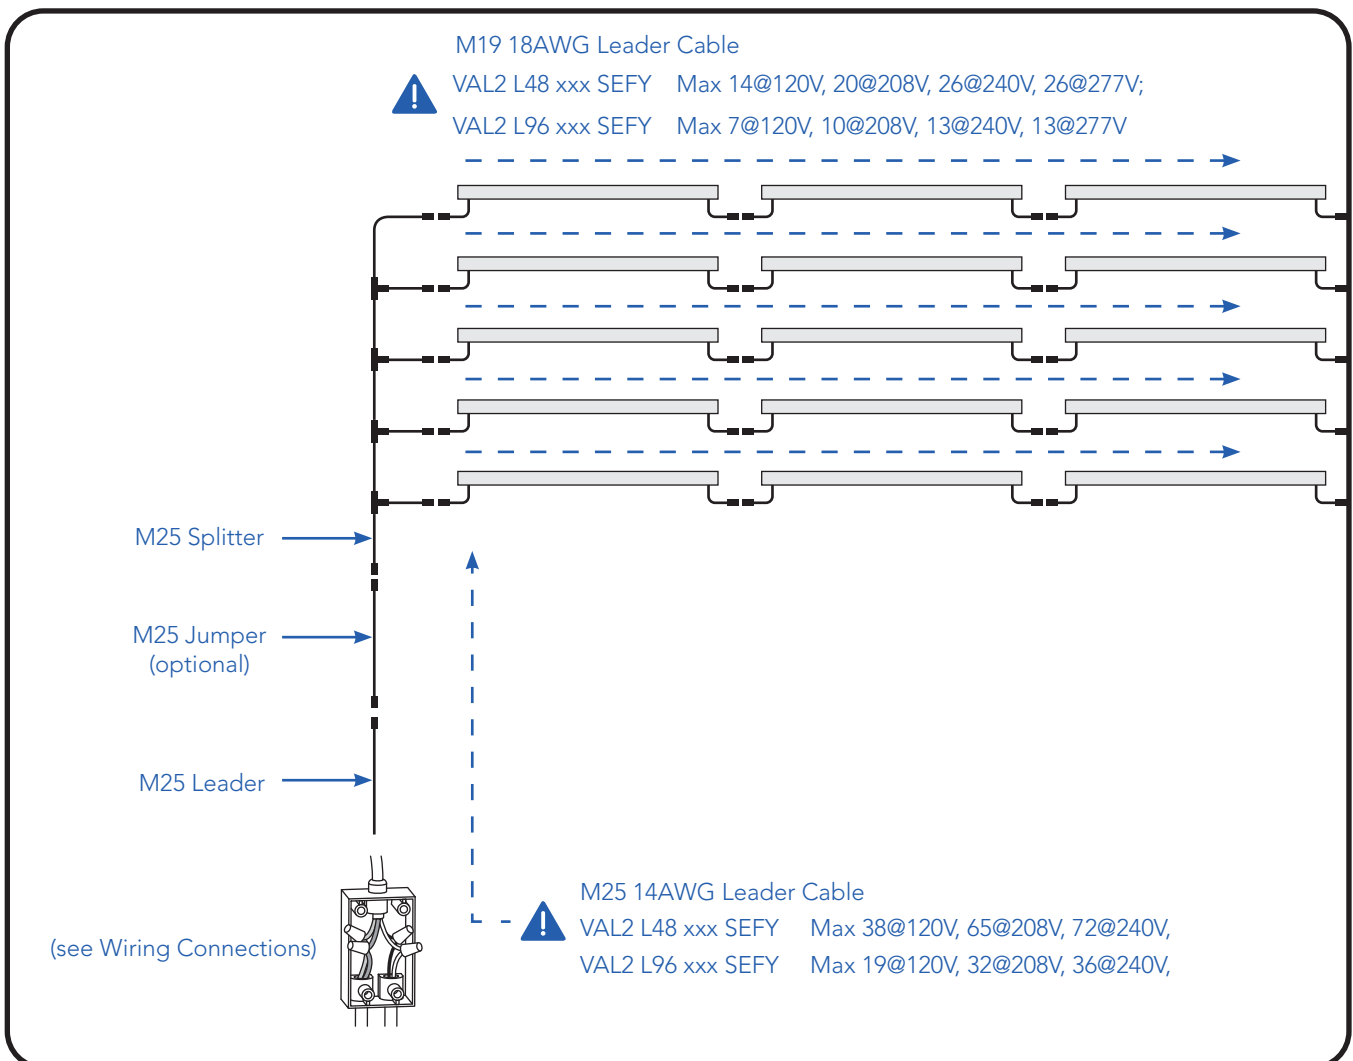 M19 18AWG Leader Cable
VAL2 L48 xxx SEFY Max 14@120V, 20@208V, 26@240V, 26@277V;
VAL2 L96 xxx SEFY Max 7@120V, 10@208V, 13@240V, 13@277V
M25 Splitter
M25 Jumper
(optional)
M25 Leader
(see Wiring Connections)
M25 14AWG Leader Cable
VAL2 L48 xxx SEFY Max 38@120V, 65@208V, 72@240V,
VAL2 L96 xxx SEFY Max 19@120V, 32@208V, 36@240V,